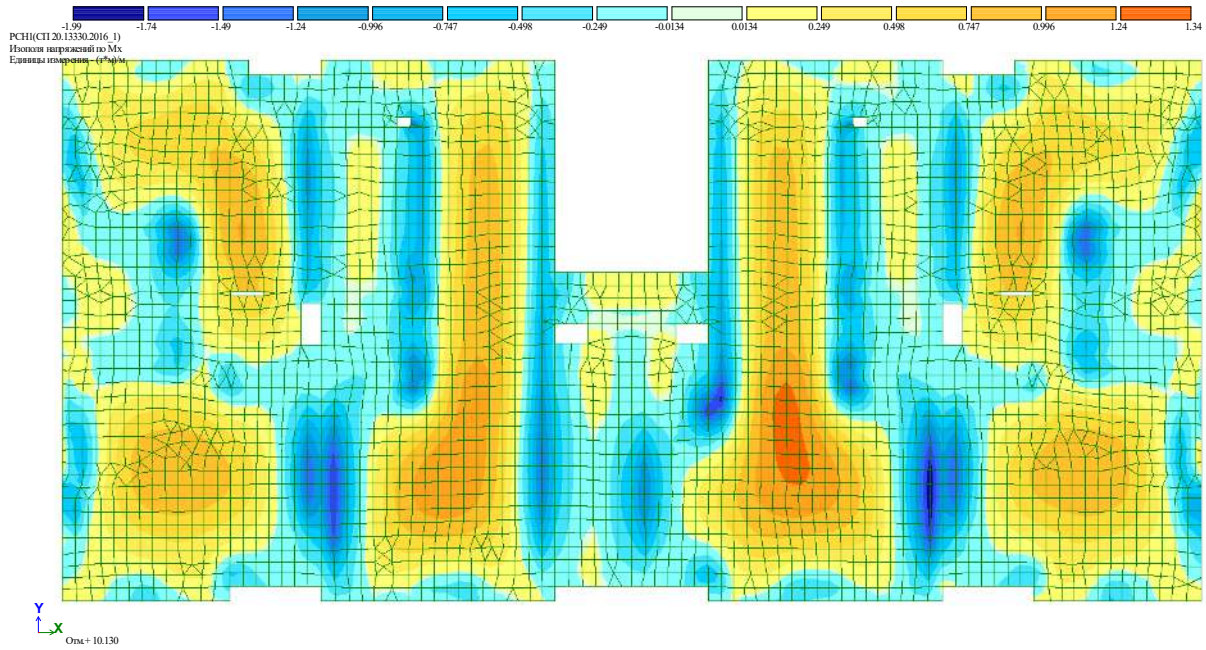 -1.99 -1.74 -1.49 -1.24 -0.996 -0.747 -0.498 -0.249 -0.0134 0.0134 0.249 0.498 0.747 0.996 1.24 1.34
РСН1(СП 20.13330.2016_1)
Изополя напряжений по Mx
Единицы измерения - (т*м)/м
Y
X
Отм.+ 10.130